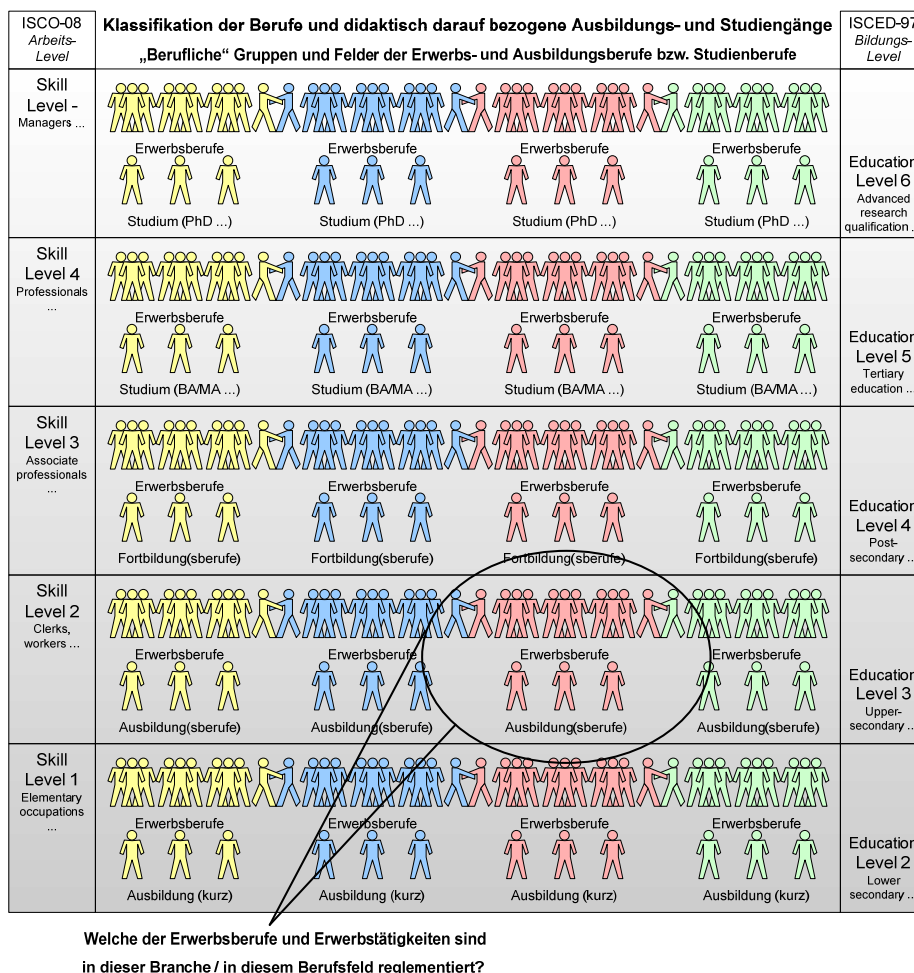 ISCO-08
Arbeits-
Level
Klassifikation der Berufe und didaktisch darauf bezogene Ausbildungs- und Studiengänge
„Berufliche“ Gruppen und Felder der Erwerbs- und Ausbildungsberufe bzw. Studienberufe
ISCED-97
Bildungs-
Level
Skill
Level -
Managers ...
Erwerbsberufe Erwerbsberufe Erwerbsberufe Erwerbsberufe
Studium (PhD ...) Studium (PhD ...) Studium (PhD ...) Studium (PhD ...)
Education
Level 6
Advanced
research
qualification ...
Skill
Level 4
Professionals
...
Erwerbsberufe Erwerbsberufe Erwerbsberufe Erwerbsberufe
Studium (BA/MA ...) Studium (BA/MA ...) Studium (BA/MA ...) Studium (BA/MA ...)
Education
Level 5
Tertiary
education ...
Skill
Level 3
Associate
professionals
...
Erwerbsberufe Erwerbsberufe Erwerbsberufe Erwerbsberufe
Fortbildung(sberufe) Fortbildung(sberufe) Fortbildung(sberufe) Fortbildung(sberufe)
Education
Level 4
Post-
secondary ...
Skill
Level 2
Clerks,
workers ...
Erwerbsberufe Erwerbsberufe Erwerbsberufe Erwerbsberufe
Ausbildung(sberufe) Ausbildung(sberufe) Ausbildung(sberufe) Ausbildung(sberufe)
Education
Level 3
Upper-
secondary ...
Skill
Level 1
Elementary
occupations
...
Erwerbsberufe Erwerbsberufe Erwerbsberufe Erwerbsberufe
Ausbildung (kurz) Ausbildung (kurz) Ausbildung (kurz) Ausbildung (kurz)
Education
Level 2
Lower
secondary ...
Welche der Erwerbsberufe und Erwerbstätigkeiten sind
in dieser Branche / in diesem Berufsfeld reglementiert?